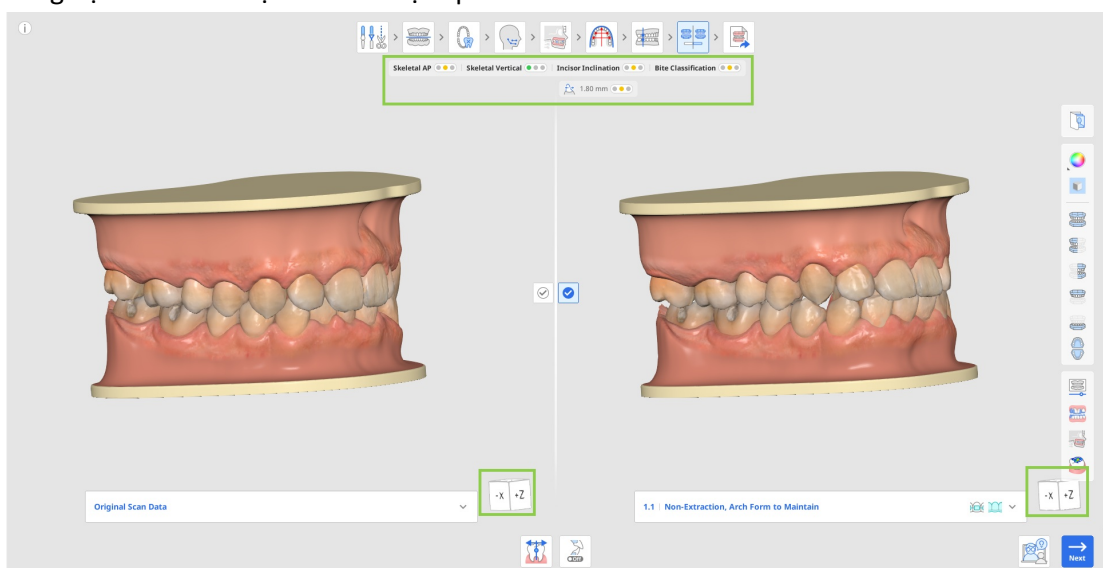 Skeletal AP | Skeletal Vertical | Incisor Inclination | Bite Classification
1.80 mm
-X +Z
-X +Z
Original Scan Data
1.1 | Non-Extraction, Arch Form to Maintain
OFF
Next